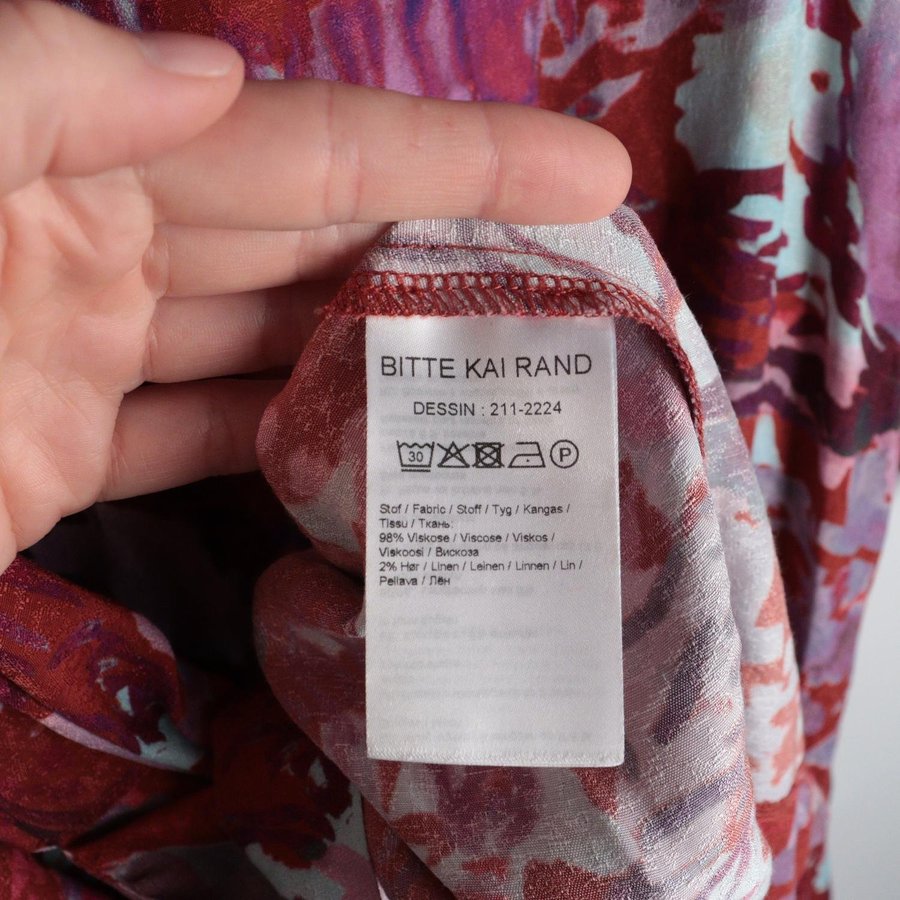 BITTE KAI RAND
DESSIN : 211-2224
30 P
Stof / Fabric / Stoff / Tyg / Kangas /
Tissu / Ткань:
98% Viskose / Viscose / Viskos /
Viskoosi / Вискоза
2% Hør / Linen / Leinen / Linnen / Lin /
Pellava / Лён